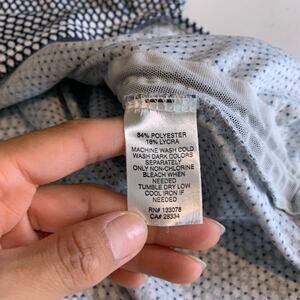 84% POLYESTER
16% LYCRA
MACHINE WASH COLD
WASH DARK COLORS
SEPARATELY
ONLY NON-CHLORINE
BLEACH WHEN
NEEDED
TUMBLE DRY LOW
COOL IRON IF
NEEDED
RN# 133078
CA# 28334